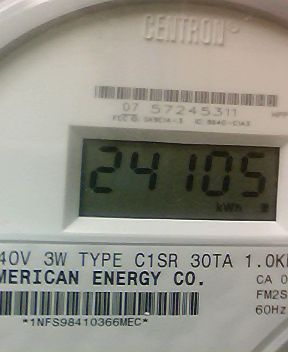 CENTRON®
07 57245311
24105
kWh
40V 3W TYPE C1SR 30TA 1.0K
MERICAN ENERGY CO.
CA 0
FM2S
60Hz
*1NFS98410366MEC*